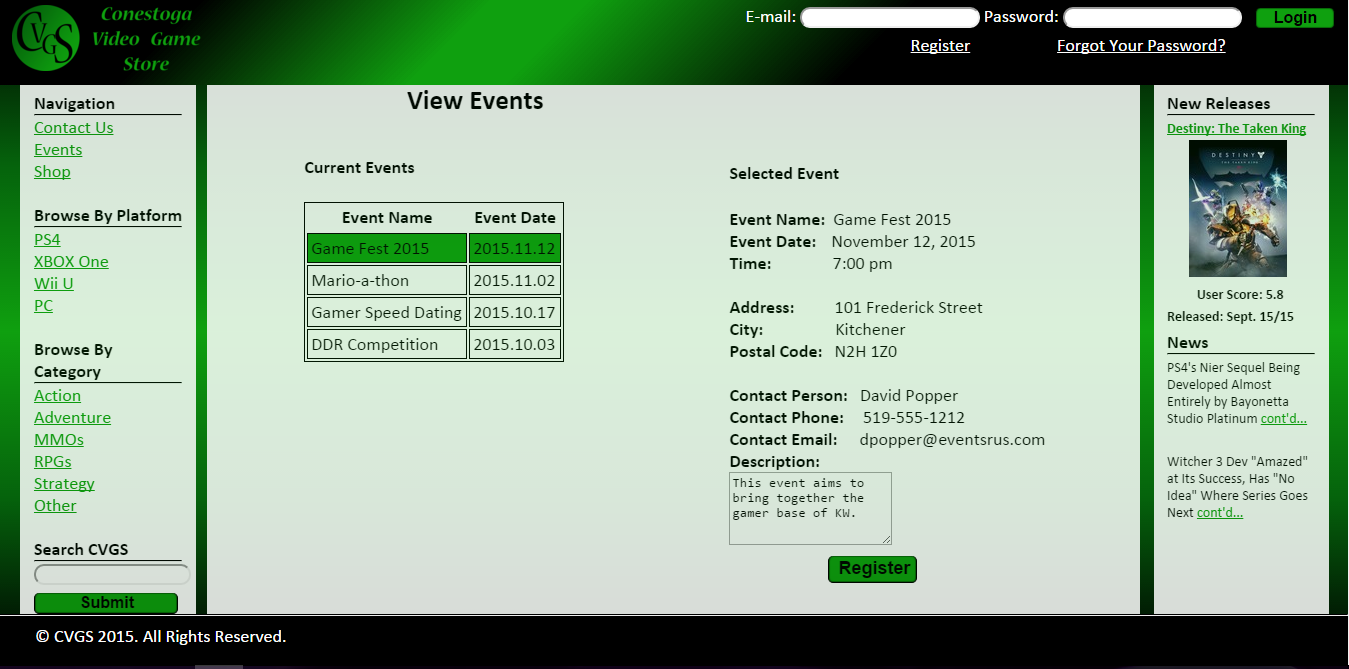 CVGS
Conestoga
Video Game
Store
E-mail:
Password:
Login
Register
Forgot Your Password?
Navigation
Contact Us
Events
Shop
Browse By Platform
PS4
XBOX One
Wii U
PC
Browse By
Category
Action
Adventure
MMOs
RPGs
Strategy
Other
Search CVGS
Submit
View Events
Current Events
Event Name Event Date
Game Fest 2015 2015.11.12
Mario-a-thon 2015.11.02
Gamer Speed Dating 2015.10.17
DDR Competition 2015.10.03
Selected Event
Event Name: Game Fest 2015
Event Date: November 12, 2015
Time: 7:00 pm
Address: 101 Frederick Street
City: Kitchener
Postal Code: N2H 1Z0
Contact Person: David Popper
Contact Phone: 519-555-1212
Contact Email: dpopper@eventsrus.com
Description:
This event aims to
bring together the
gamer base of KW.
Register
New Releases
Destiny: The Taken King
DESTINY
THE TAKEN KING
User Score: 5.8
Released: Sept. 15/15
News
PS4's Nier Sequel Being
Developed Almost
Entirely by Bayonetta
Studio Platinum cont'd...
Witcher 3 Dev "Amazed"
at Its Success, Has "No
Idea" Where Series Goes
Next cont'd...
© CVGS 2015. All Rights Reserved.